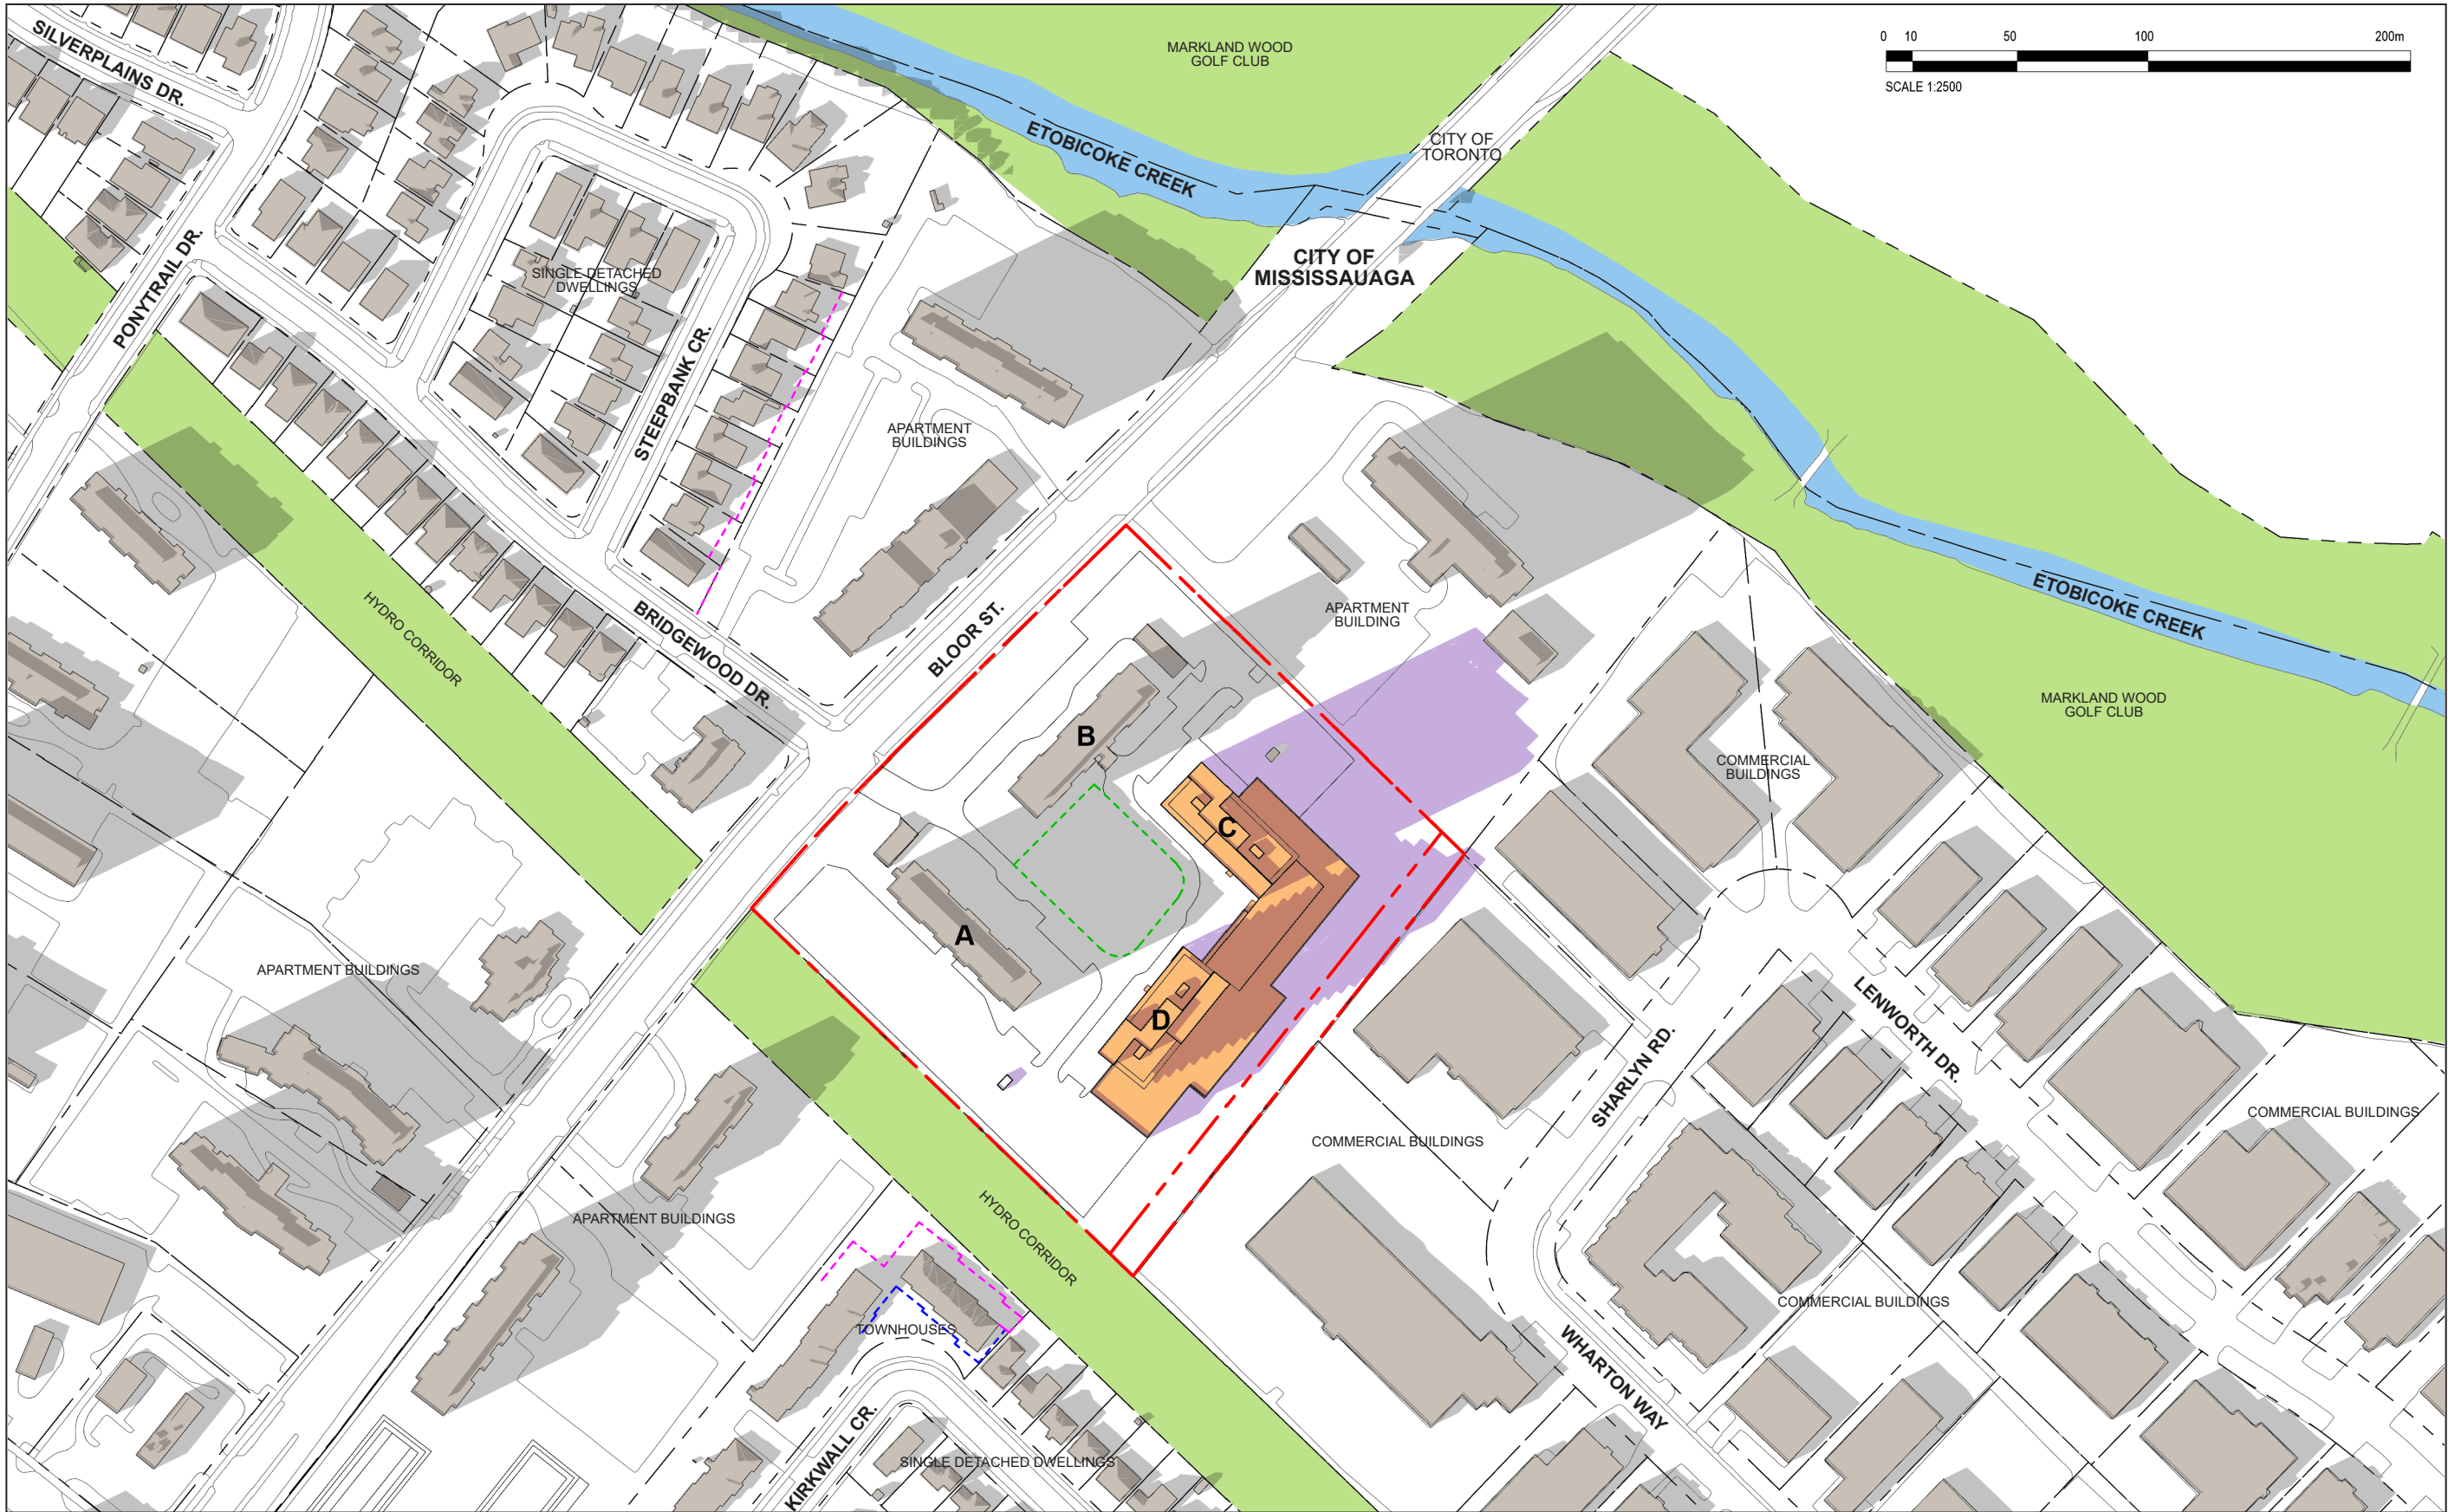 SILVERPLAINS DR.
MARKLAND WOOD
GOLF CLUB
0 10 50 100 200m
SCALE 1:2500
ETOBICOKE CREEK
CITY OF
TORONTO
CITY OF
MISSISSAUAGA
PONYTRAIL DR.
SINGLE DETACHED
DWELLINGS
STEEPBANK CR.
APARTMENT
BUILDINGS
HYDRO CORRIDOR
BRIDGEWOOD DR.
BLOOR ST.
APARTMENT
BUILDING
ETOBICOKE CREEK
MARKLAND WOOD
GOLF CLUB
B
COMMERCIAL
BUILDINGS
C
A
D
APARTMENT BUILDINGS
LENWORTH DR.
SHARLYN RD.
COMMERCIAL BUILDINGS
COMMERCIAL BUILDINGS
APARTMENT BUILDINGS
HYDRO CORRIDOR
COMMERCIAL BUILDINGS
TOWNHOUSES
WHARTON WAY
KIRKWALL CR.
SINGLE DETACHED DWELLINGS